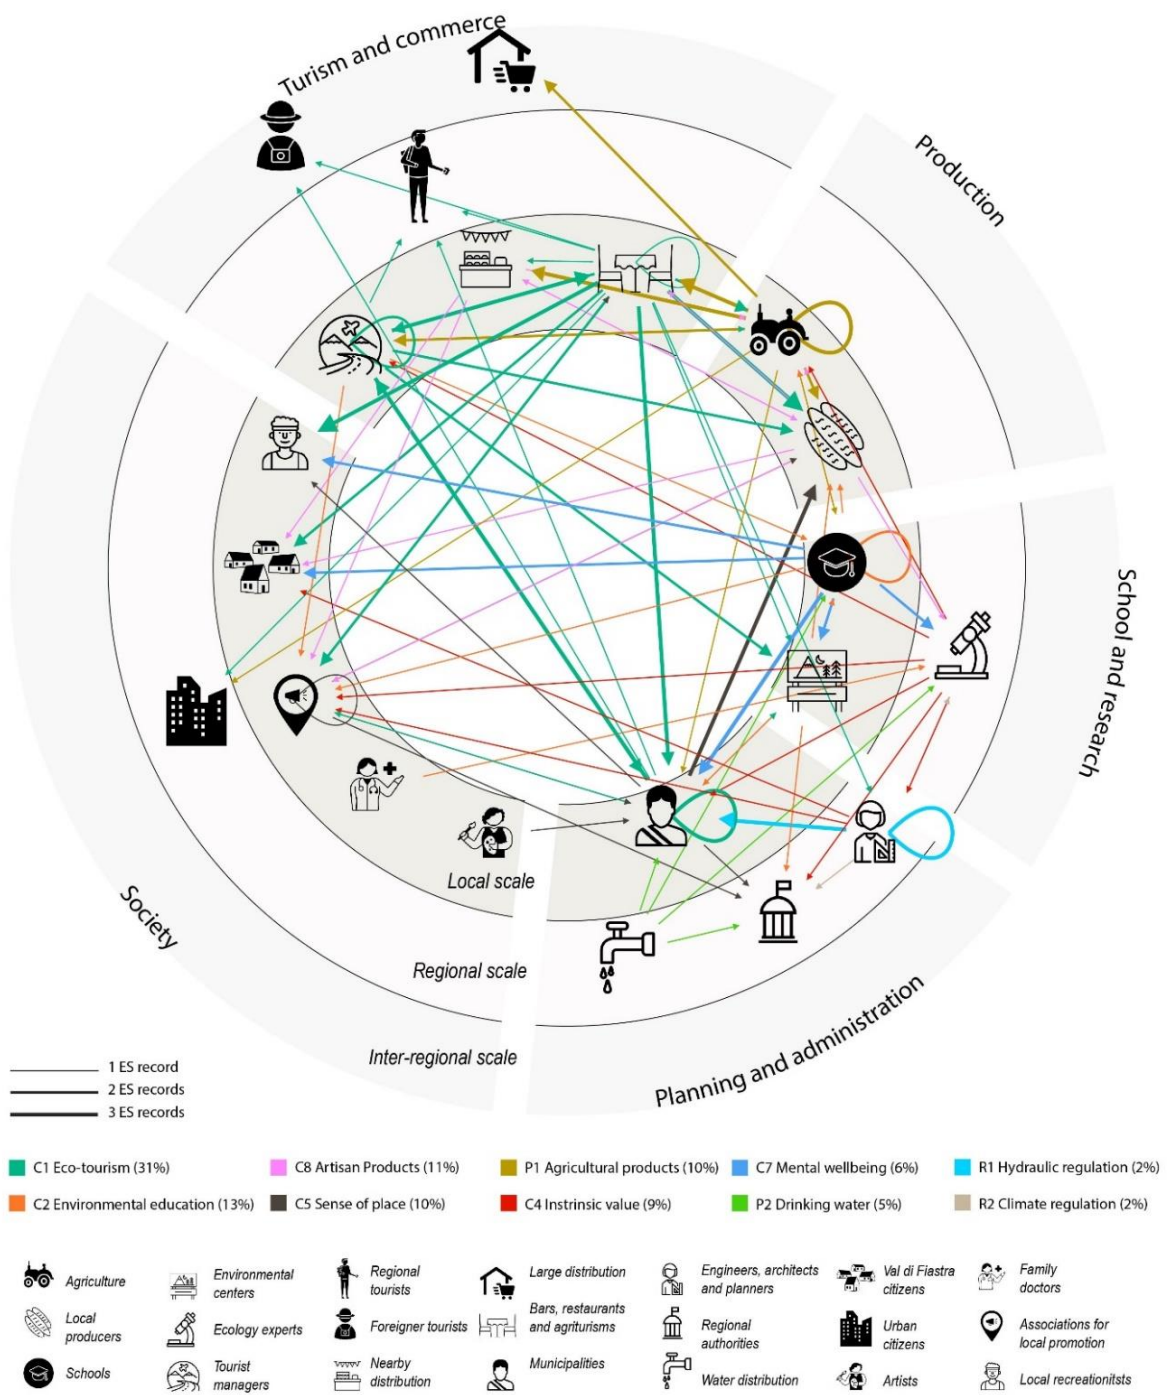 Turism and commerce
Production
School and research
Society
Local scale
Regional scale
Inter-regional scale
Planning and administration
1 ES record
2 ES records
3 ES records
C1 Eco-tourism (31%)
C8 Artisan Products (11%)
P1 Agricultural products (10%)
C7 Mental wellbeing (6%)
R1 Hydraulic regulation (2%)
C2 Environmental education (13%)
C5 Sense of place (10%)
C4 Instrinsic value (9%)
P2 Drinking water (5%)
R2 Climate regulation (2%)
Agriculture
Environmental
centers
Regional
tourists
Large distribution
Engineers, architects
and planners
Val di Fiastra
citizens
Family
doctors
Local
producers
Ecology experts
Foreigner tourists
Bars, restaurants
and agriturisms
Regional
authorities
Urban
citizens
Associations for
local promotion
Schools
Tourist
managers
Nearby
distribution
Municipalities
Water distribution
Artists
Local recreationitsts